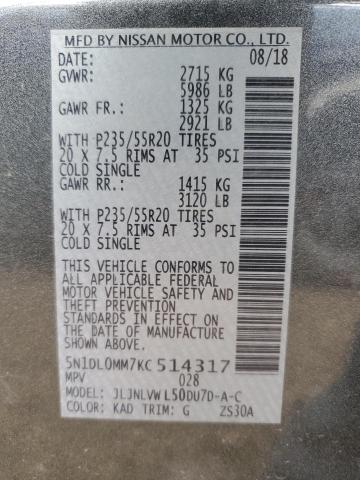 MFD BY NISSAN MOTOR CO., LTD.
DATE: 08/18
GVWR: 2715 KG
5986 LB
GAWR FR.: 1325 KG
2921 LB
WITH P235/55R20 TIRES
20 X 7.5 RIMS AT 35 PSI
COLD SINGLE
GAWR RR.: 1415 KG
3120 LB
WITH P235/55R20 TIRES
20 X 7.5 RIMS AT 35 PSI
COLD SINGLE
THIS VEHICLE CONFORMS TO
ALL APPLICABLE FEDERAL
MOTOR VEHICLE SAFETY AND
THEFT PREVENTION
STANDARDS IN EFFECT
ON THE DATE OF
MANUFACTURE SHOWN
ABOVE.
5N1DL0MM7KC514317
MPV 028
MODEL: JLJNLVW L50DU7D-A-C
COLOR: KAD TRIM: G ZS30A